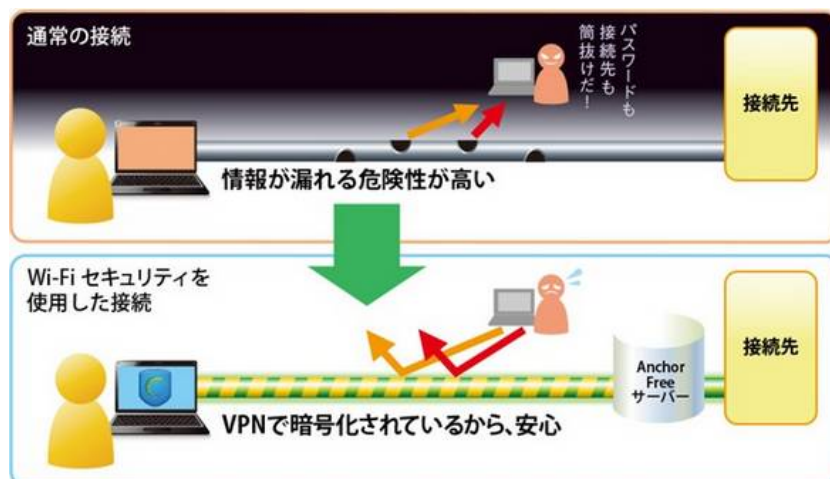 通常の接続
パスワードも
接続先も
筒抜けだ！
接続先
情報が漏れる危険性が高い
Wi-Fi セキュリティを
使用した接続
Anchor
Free
サーバー
接続先
VPNで暗号化されているから、安心